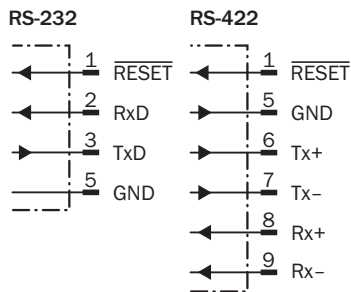 RS-232
1 RESET
2 RxD
3 TxD
5 GND
RS-422
1 RESET
5 GND
6 Tx+
7 Tx–
8 Rx+
9 Rx–